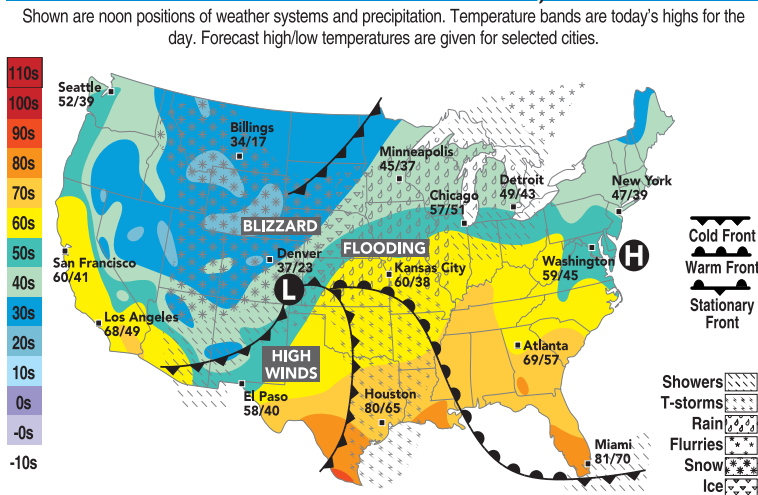 Shown are noon positions of weather systems and precipitation. Temperature bands are today's highs for the
day. Forecast high/low temperatures are given for selected cities.
110s
100s
90s
80s
70s
60s
50s
40s
30s
20s
10s
0s
-0s
-10s
Seattle
52/39
Billings
34/17
Minneapolis
45/37
Detroit
49/43
Chicago
57/51
New York
47/39
BLIZZARD
FLOODING
Denver
37/23
Kansas City
60/38
Washington
59/45
H
L
San Francisco
60/41
Los Angeles
68/49
HIGH
WINDS
El Paso
58/40
Houston
80/65
Atlanta
69/57
Miami
81/70
Cold Front
Warm Front
Stationary
Front
Showers
T-storms
Rain
Flurries
Snow
Ice